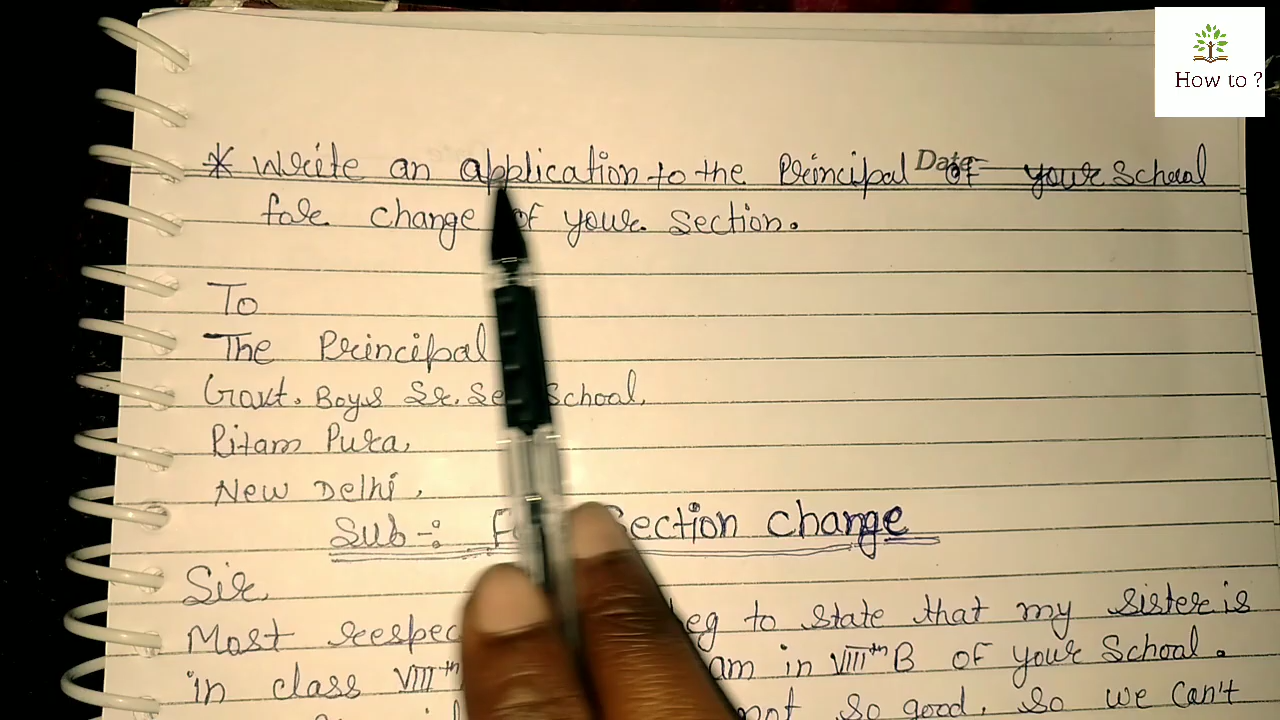 How to ?
Date
* Write an application to the Principal of your School
for change of your Section.
To
The Principal
Govt. Boys Sr. Se School,
Pitam Pura,
New Delhi,
Sub-: Section Change
Sir,
Most to state that my sister is
in class VIIIth am in VIIIth B of your School.
not so good, so we can't